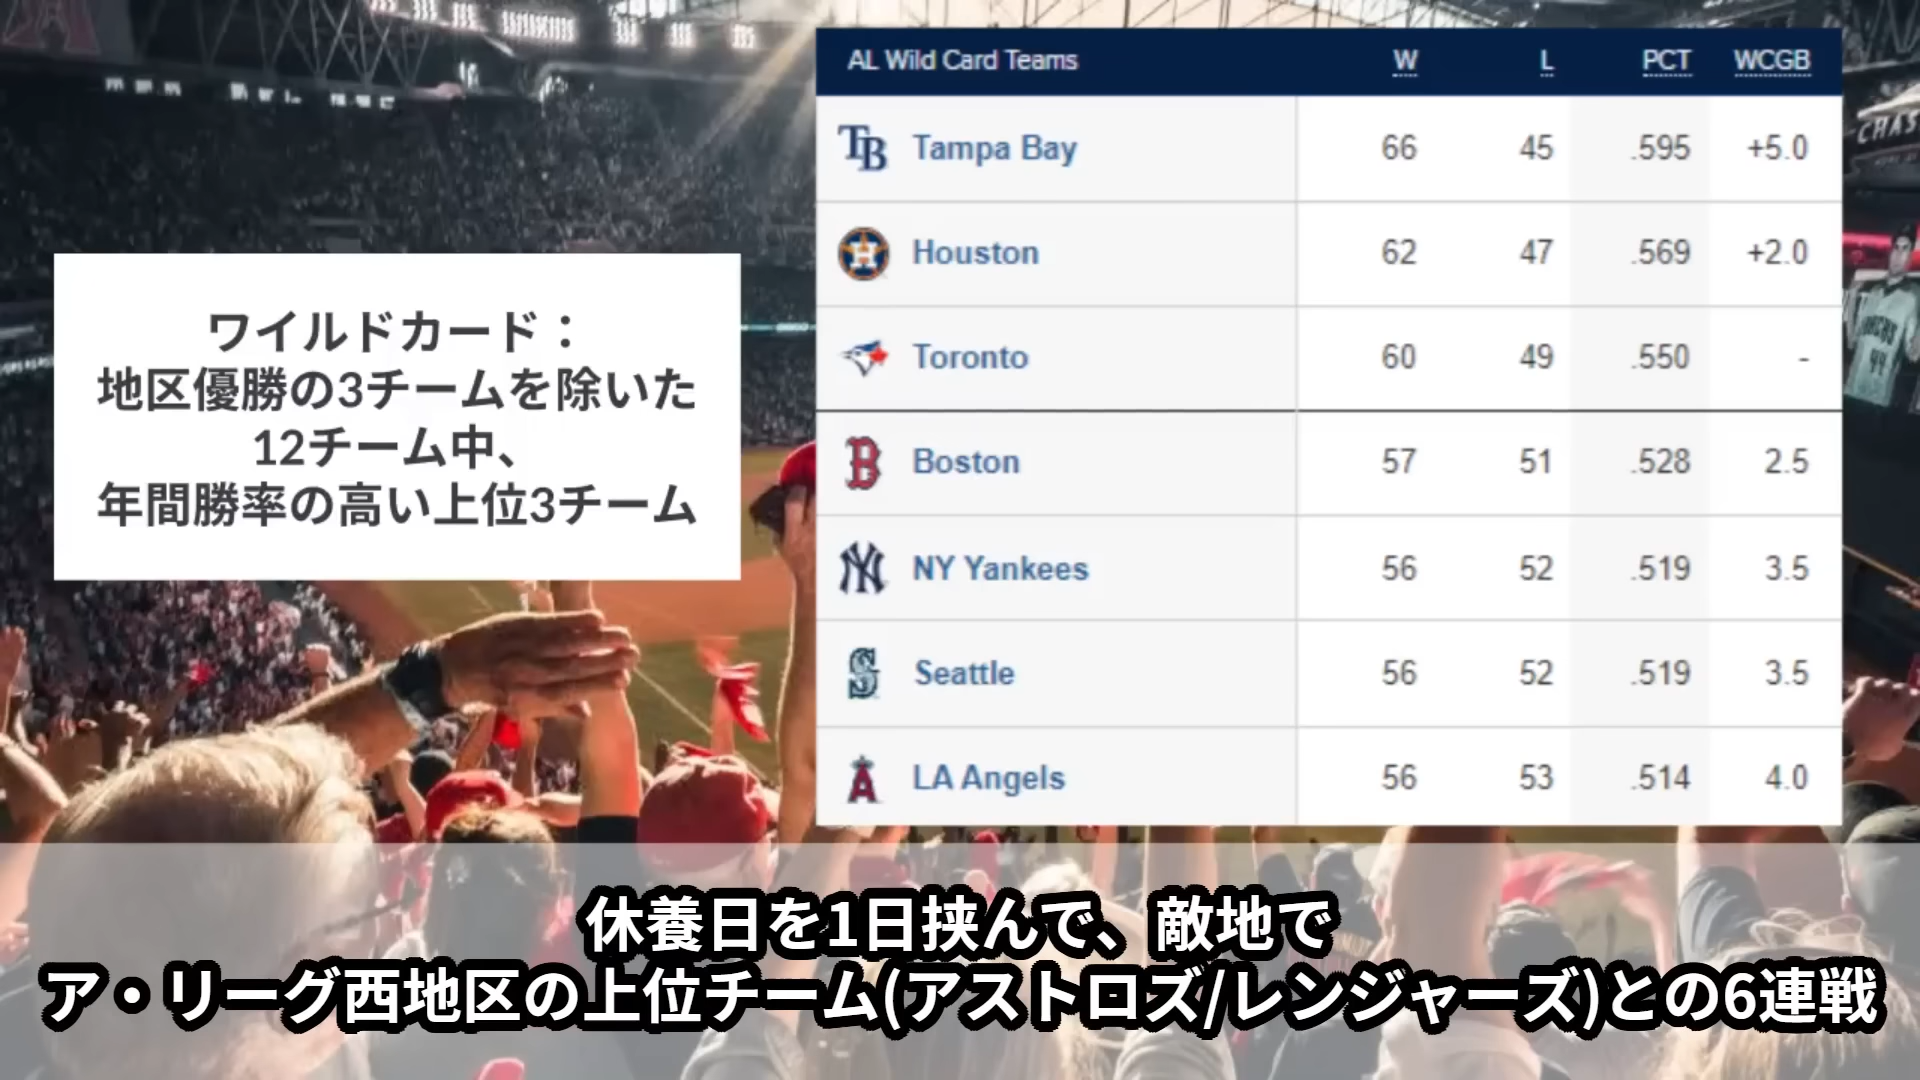 ワイルドカード：
地区優勝の3チームを除いた
12チーム中、
年間勝率の高い上位3チーム
AL Wild Card Teams W L PCT WCGB
Tampa Bay 66 45 .595 +5.0
Houston 62 47 .569 +2.0
Toronto 60 49 .550 -
Boston 57 51 .528 2.5
NY Yankees 56 52 .519 3.5
Seattle 56 52 .519 3.5
LA Angels 56 53 .514 4.0
休養日を1日挟んで、敵地で
ア・リーグ西地区の上位チーム(アストロズ/レンジャーズ)との6連戦